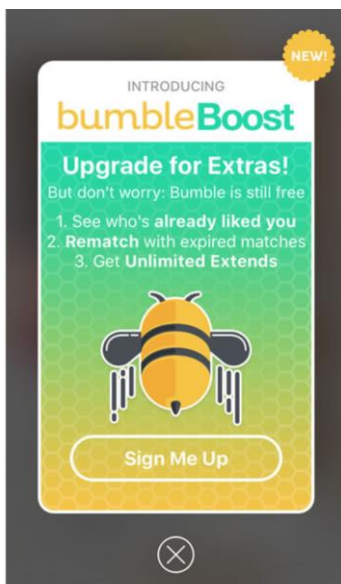 NEW!
INTRODUCING
bumbleBoost
Upgrade for Extras!
But don't worry: Bumble is still free
1. See who's already liked you
2. Rematch with expired matches
3. Get Unlimited Extends
Sign Me Up